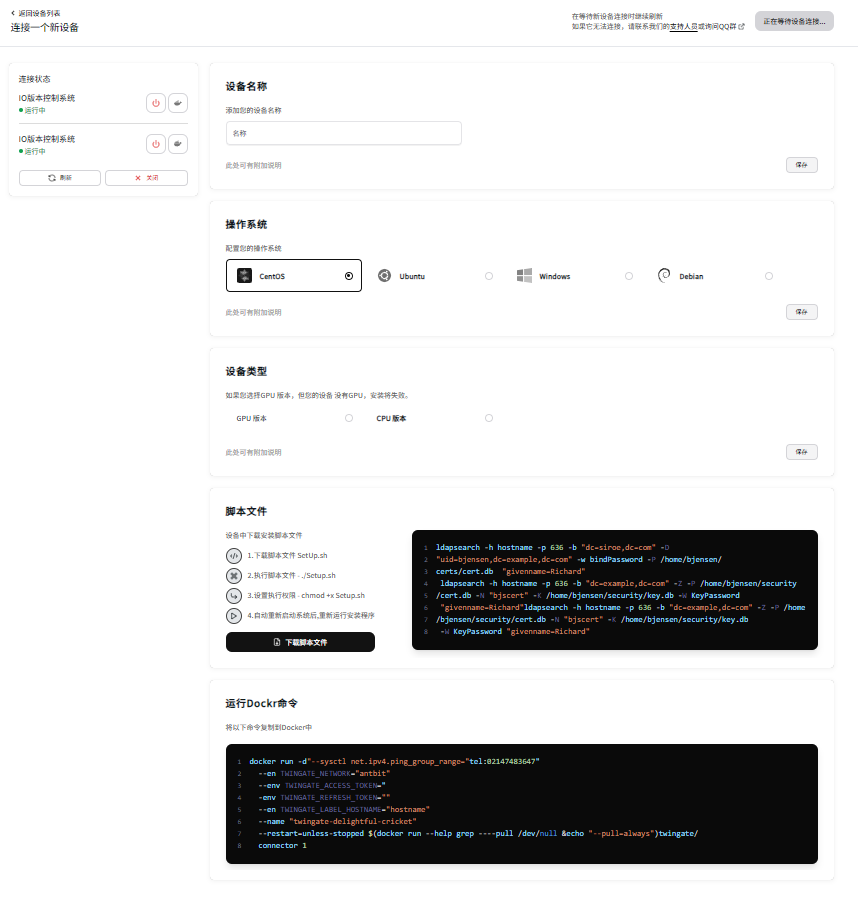 返回设备列表
连接一个新设备
在等待新设备连接时继续刷新
如果它无法连接，请联系我们的支持人员或询问QQ群
正在等待设备连接...
连接状态
IO版本控制系统
运行中
IO版本控制系统
运行中
刷新
关闭
设备名称
添加您的设备名称
名称
此处可有附加说明
保存
操作系统
配置您的操作系统
CentOS
Ubuntu
Windows
Debian
此处可有附加说明
保存
设备类型
如果您选择GPU 版本，但您的设备 没有GPU，安装将失败。
GPU 版本
CPU 版本
此处可有附加说明
保存
脚本文件
设备中下载安装脚本文件
1.下载脚本文件 SetUp.sh
2.执行脚本文件 - ./Setup.sh
3.设置执行权限 - chmod +x Setup.sh
4.自动重新启动系统后,重新运行安装程序
下载脚本文件
1 ldapsearch -h hostname -p 636 -b "dc=siroe,dc=com" -D
2 "uid=bjensen,dc=example,dc=com" -w bindPassword -P /home/bjensen/
3 certs/cert.db "givenname=Richard"
4 ldapsearch -h hostname -p 636 -b "dc=example,dc=com" -Z -P /home/bjensen/security
5 /cert.db -N "bjscert" -K /home/bjensen/security/key.db -W KeyPassword
6 "givenname=Richard"ldapsearch -h hostname -p 636 -b "dc=example,dc=com" -Z -P /home
7 /bjensen/security/cert.db -N "bjscert" -K /home/bjensen/security/key.db
8 -W KeyPassword "givenname=Richard"
运行Dockr命令
将以下命令复制到Docker中
1 docker run -d"--sysctl net.ipv4.ping_group_range="tel:02147483647"
2 --en TWINGATE_NETWORK="antbit"
3 --env TWINGATE_ACCESS_TOKEN="
4 -env TWINGATE_REFRESH_TOKEN=""
5 --en TWINGATE_LABEL_HOSTNAME="hostname"
6 --name "twingate-delightful-cricket"
7 --restart=unless-stopped $(docker run --help grep ----pull /dev/null &echo "--pull=always")twingate/
8 connector 1